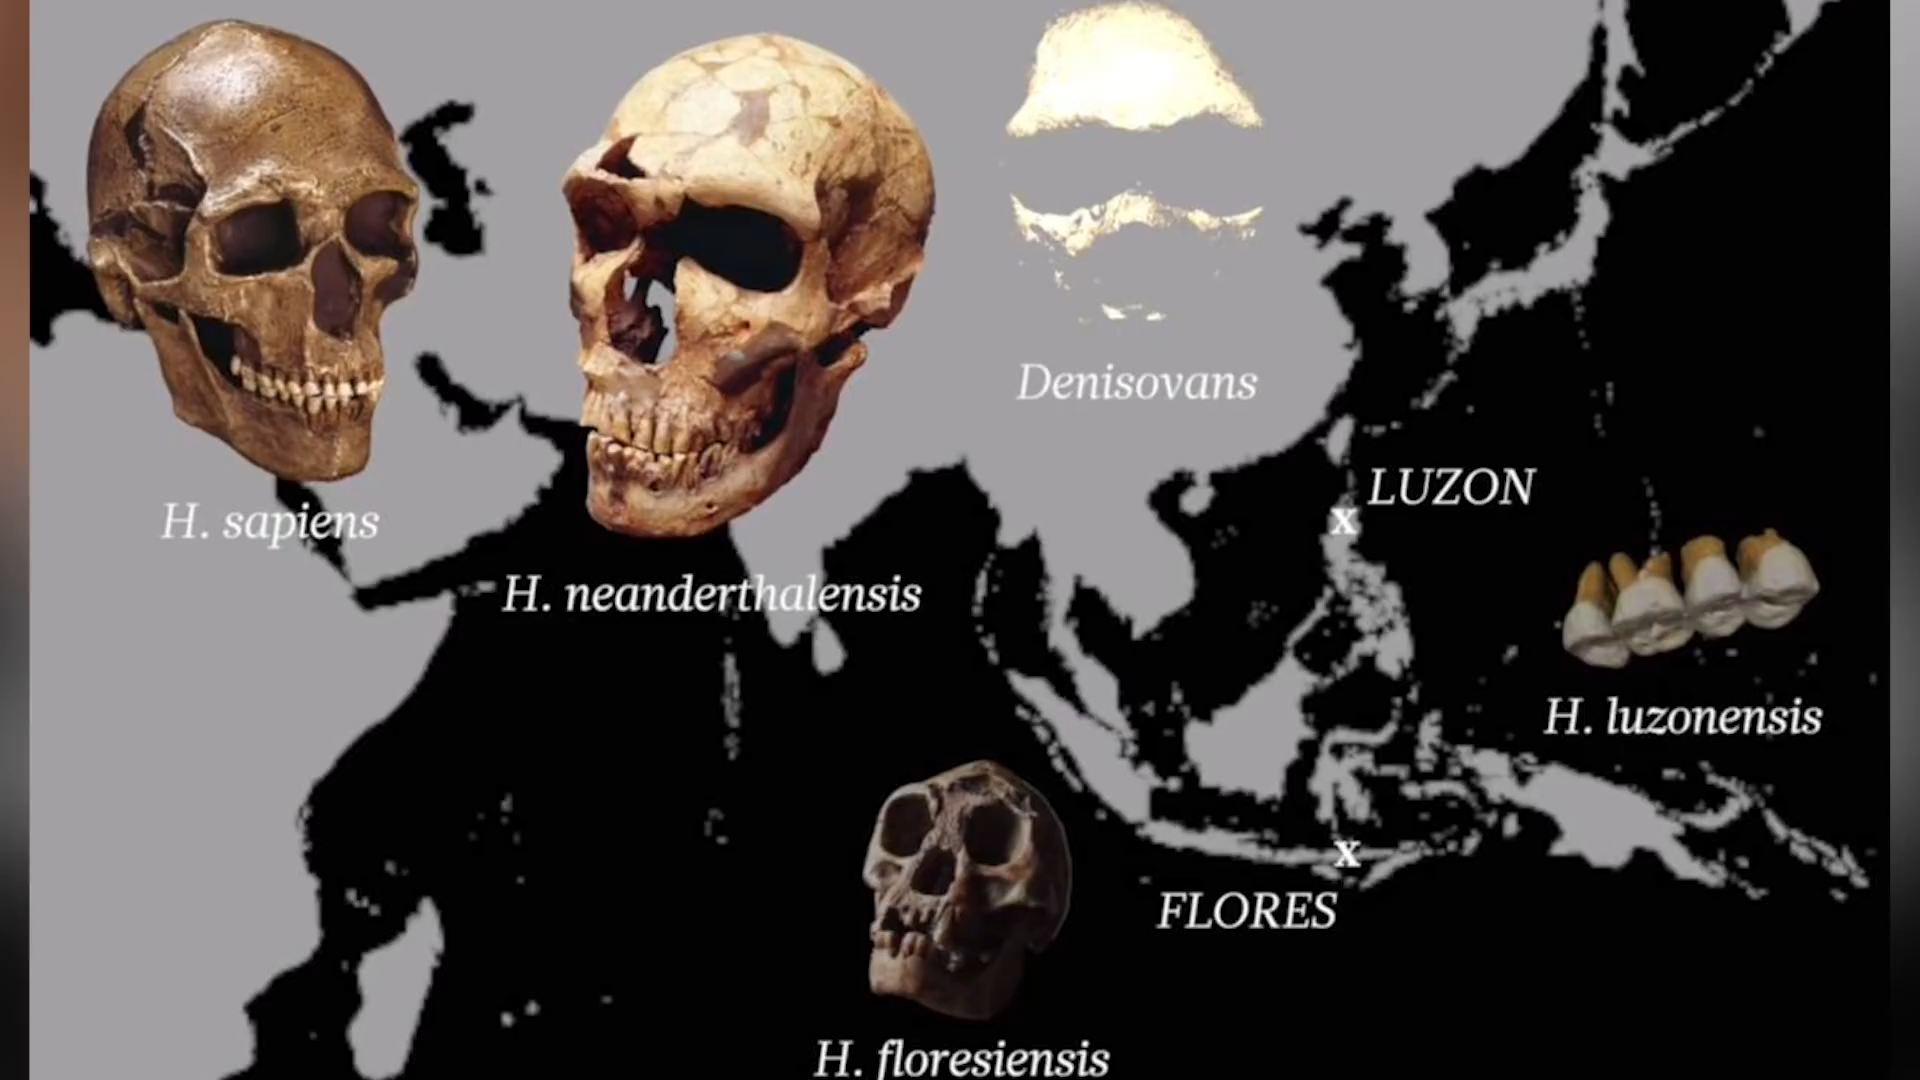 Denisovans
LUZON
x
H. sapiens
H. neanderthalensis
H. luzonensis
x
FLORES
H. floresiensis